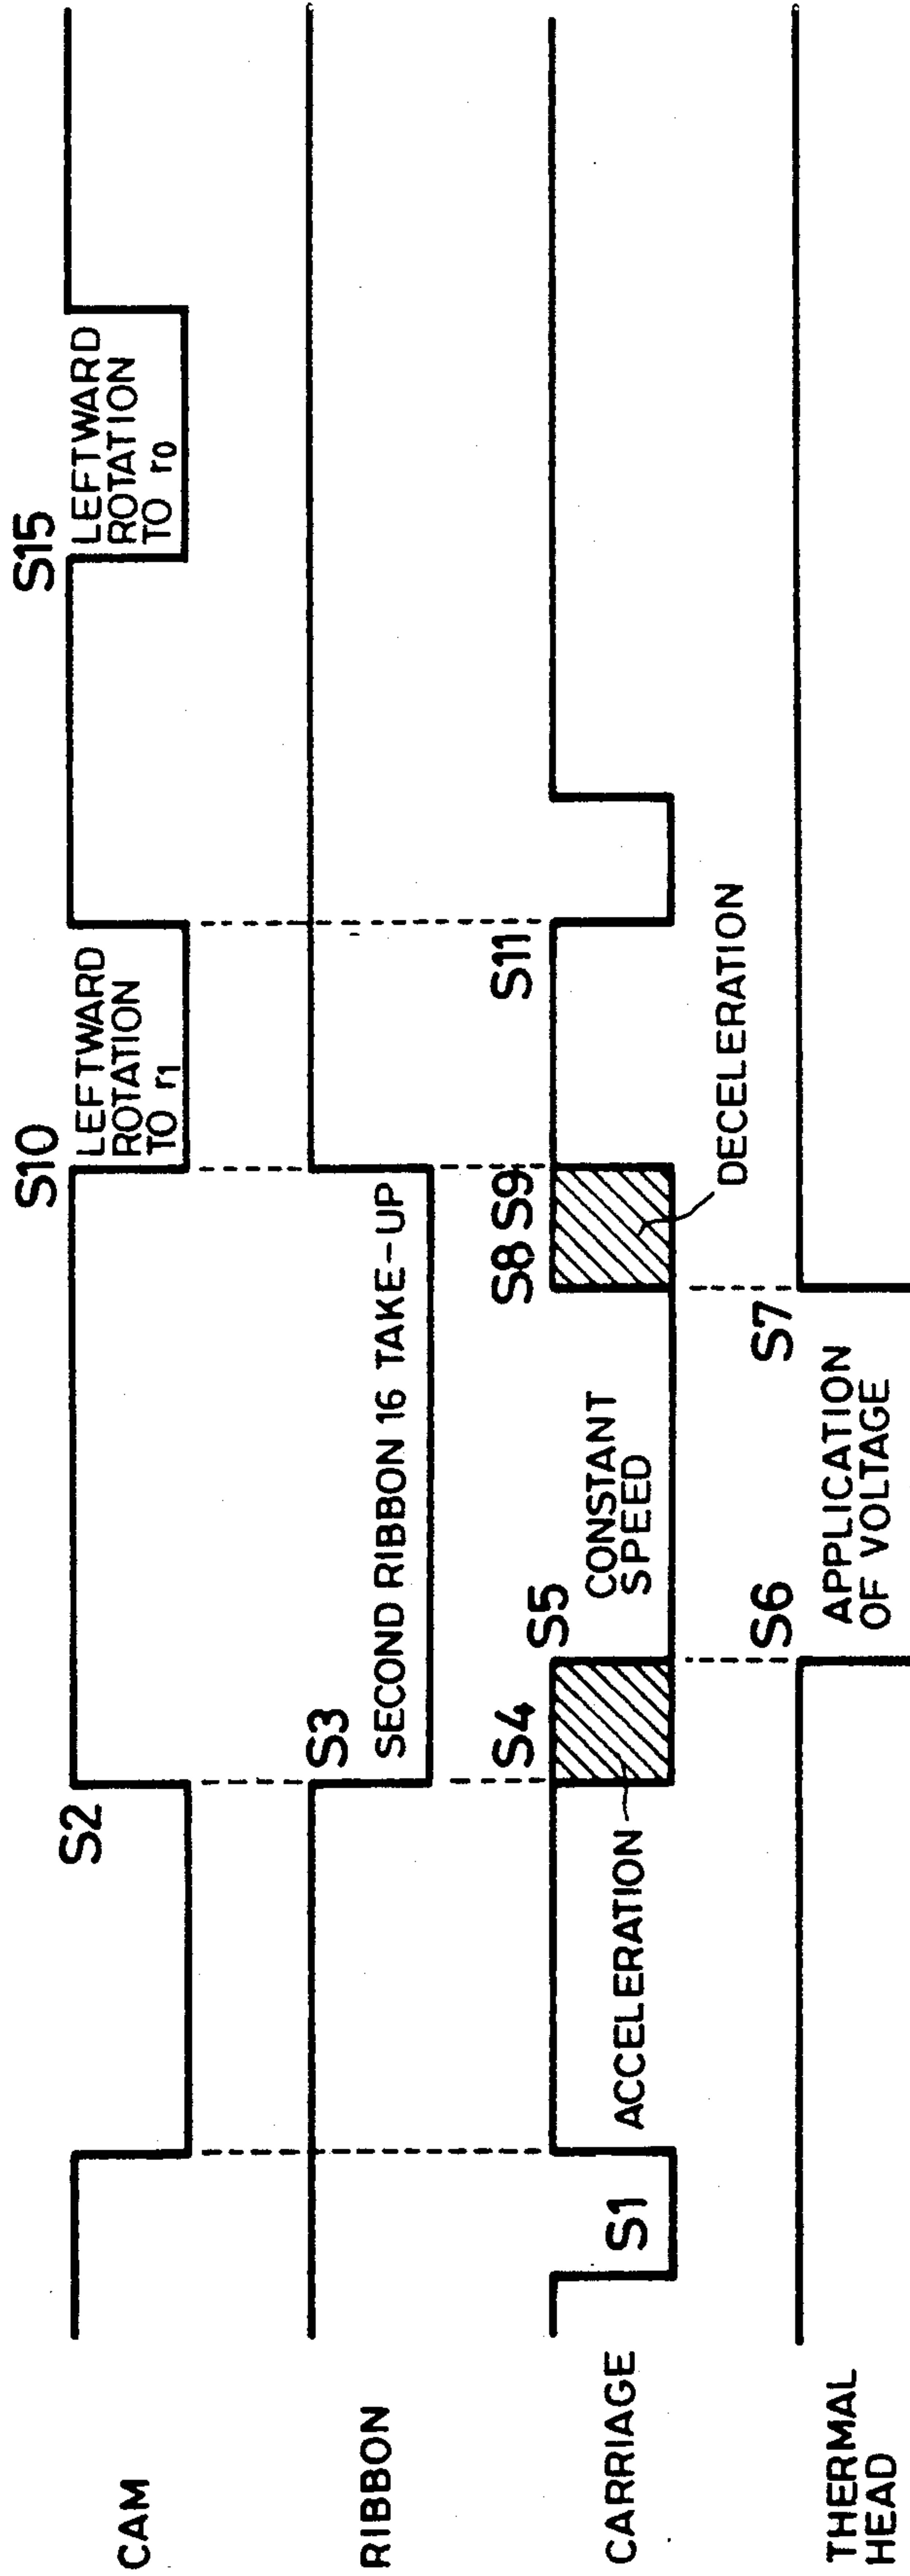 CAM
S2
S10
LEFTWARD
ROTATION
TO r1
S15
LEFTWARD
ROTATION
TO r0
RIBBON
S3
SECOND RIBBON 16 TAKE-UP
CARRIAGE
S1
ACCELERATION
S4
S5
CONSTANT
SPEED
S8 S9
DECELERATION
S11
THERMAL
HEAD
S6
APPLICATION
OF VOLTAGE
S7